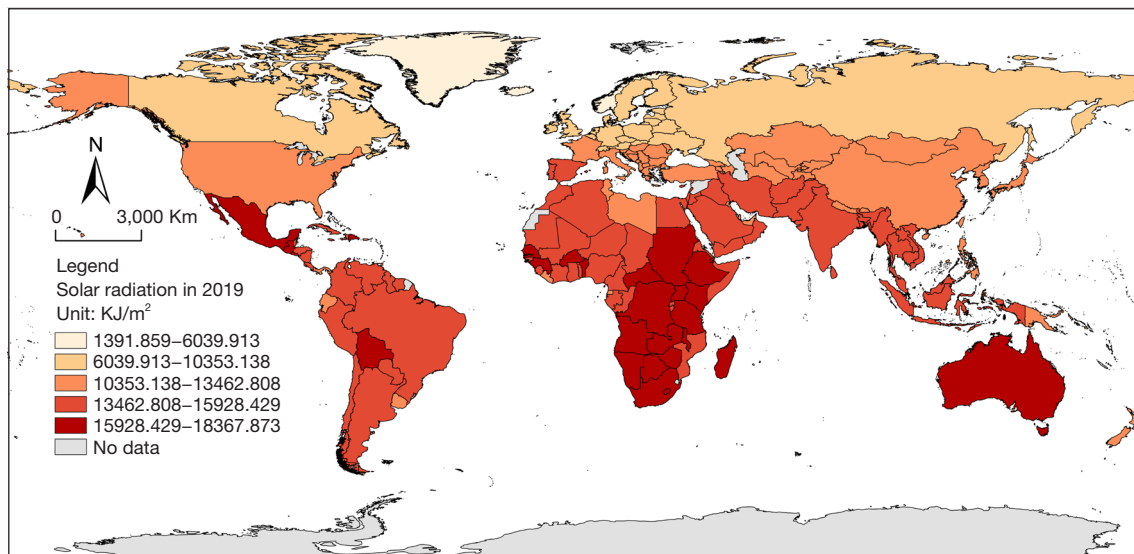 N
0 3,000 Km
Legend
Solar radiation in 2019
Unit: KJ/m²
1391.859–6039.913
6039.913–10353.138
10353.138–13462.808
13462.808–15928.429
15928.429–18367.873
No data